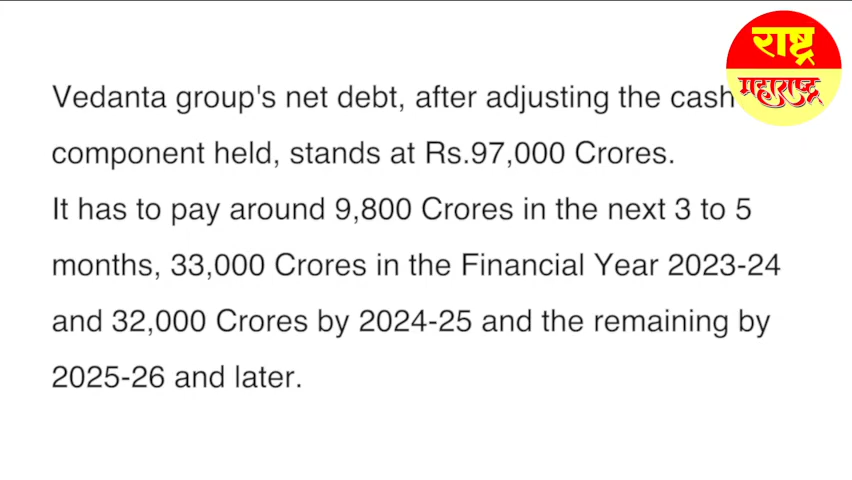 राष्ट्र
महाराष्ट्र
Vedanta group's net debt, after adjusting the cash
component held, stands at Rs.97,000 Crores.
It has to pay around 9,800 Crores in the next 3 to 5
months, 33,000 Crores in the Financial Year 2023-24
and 32,000 Crores by 2024-25 and the remaining by
2025-26 and later.